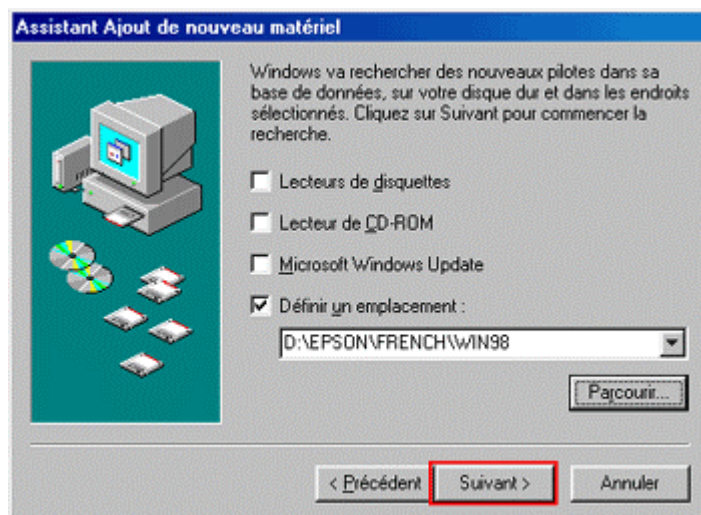 Assistant Ajout de nouveau matériel
Windows va rechercher des nouveaux pilotes dans sa
base de données, sur votre disque dur et dans les endroits
sélectionnés. Cliquez sur Suivant pour commencer la
recherche.
Lecteurs de disquettes
Lecteur de CD-ROM
Microsoft Windows Update
Définir un emplacement :
D:\EPSON\FRENCH\WIN98
Parcourir...
< Précédent Suivant > Annuler